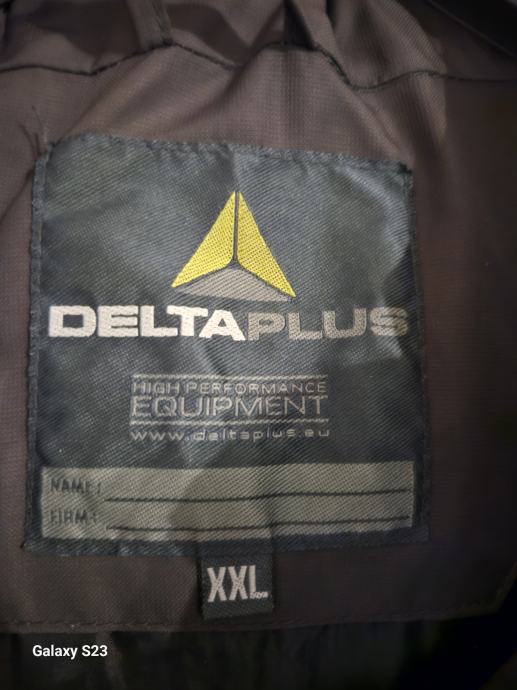 DELTAPLUS
HIGH PERFORMANCE
EQUIPMENT
www.deltaplus.eu
NAME:
FIRM:
XXL
Galaxy S23